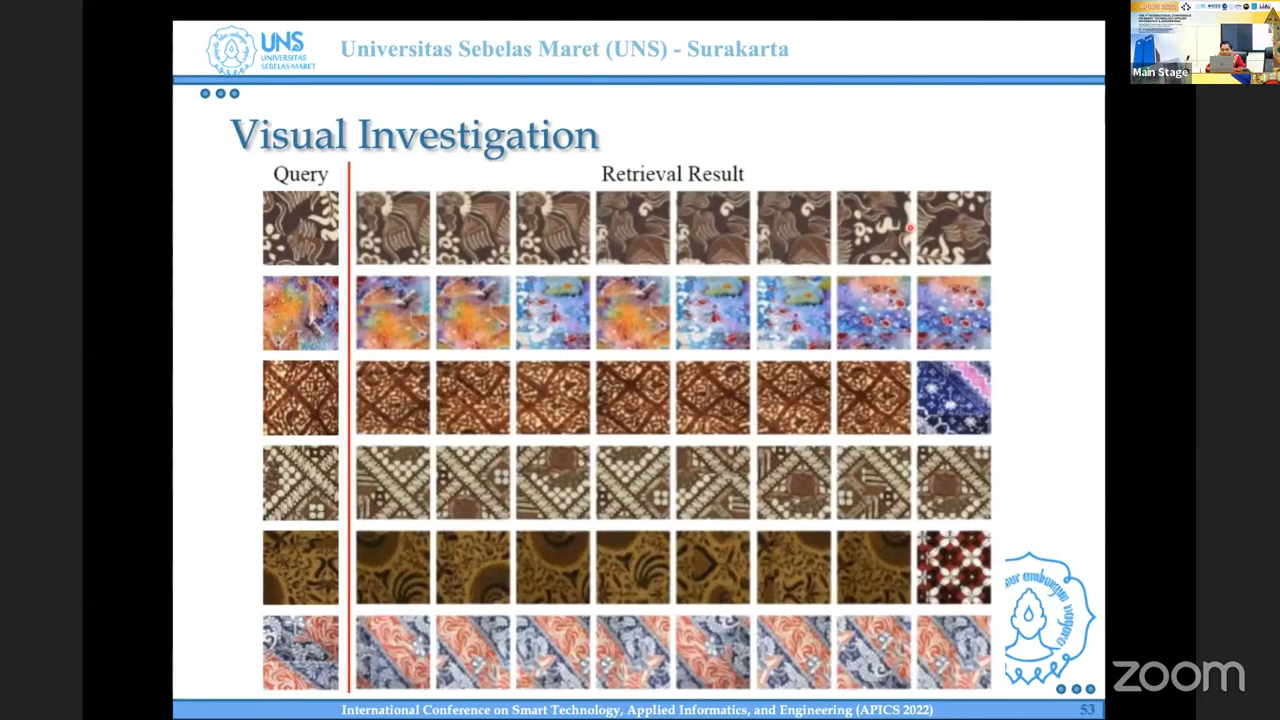 UNS
UNIVERSITAS
SEBELAS MARET
Universitas Sebelas Maret (UNS) - Surakarta
Main Stage
Visual Investigation
Query
Retrieval Result
zoom
International Conference on Smart Technology, Applied Informatics, and Engineering (APICS 2022)
53